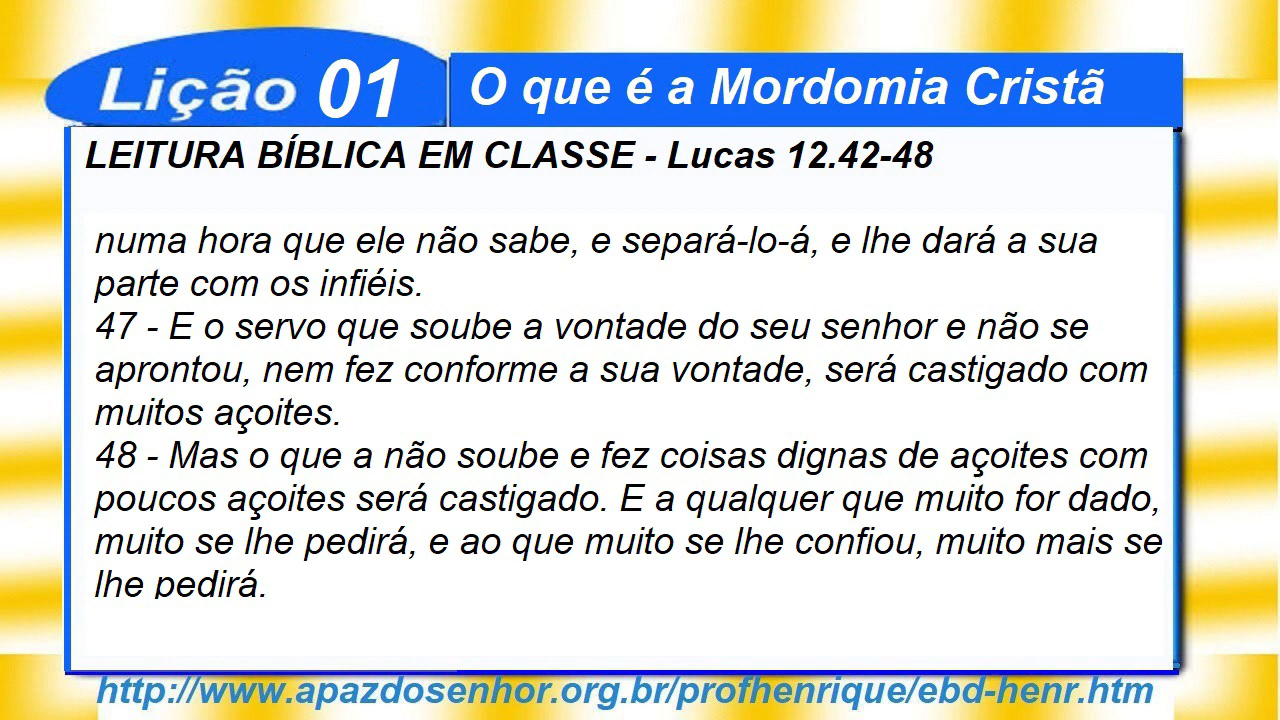 Lição 01
O que é a Mordomia Cristã
LEITURA BÍBLICA EM CLASSE - Lucas 12.42-48
numa hora que ele não sabe, e separá-lo-á, e lhe dará a sua
parte com os infiéis.
47 - E o servo que soube a vontade do seu senhor e não se
aprontou, nem fez conforme a sua vontade, será castigado com
muitos açoites.
48 - Mas o que a não soube e fez coisas dignas de açoites com
poucos açoites será castigado. E a qualquer que muito for dado,
muito se lhe pedirá, e ao que muito se lhe confiou, muito mais se
lhe pedirá.
http://www.apazdosenhor.org.br/profhenrique/ebd-henr.htm